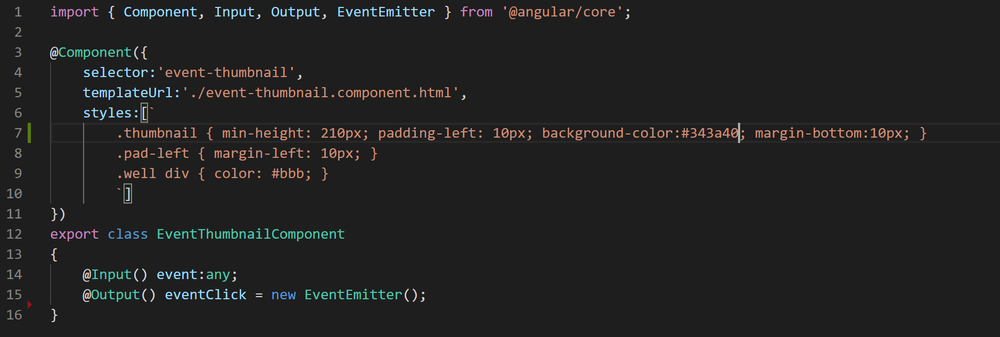 1 import { Component, Input, Output, EventEmitter } from '@angular/core';
2
3 @Component({
4     selector:'event-thumbnail',
5     templateUrl:'./event-thumbnail.component.html',
6     styles:[`
7         .thumbnail { min-height: 210px; padding-left: 10px; background-color:#343a40; margin-bottom:10px; }
8         .pad-left { margin-left: 10px; }
9         .well div { color: #bbb; }
10         `]
11 })
12 export class EventThumbnailComponent
13 {
14     @Input() event:any;
15     @Output() eventClick = new EventEmitter();
16 }